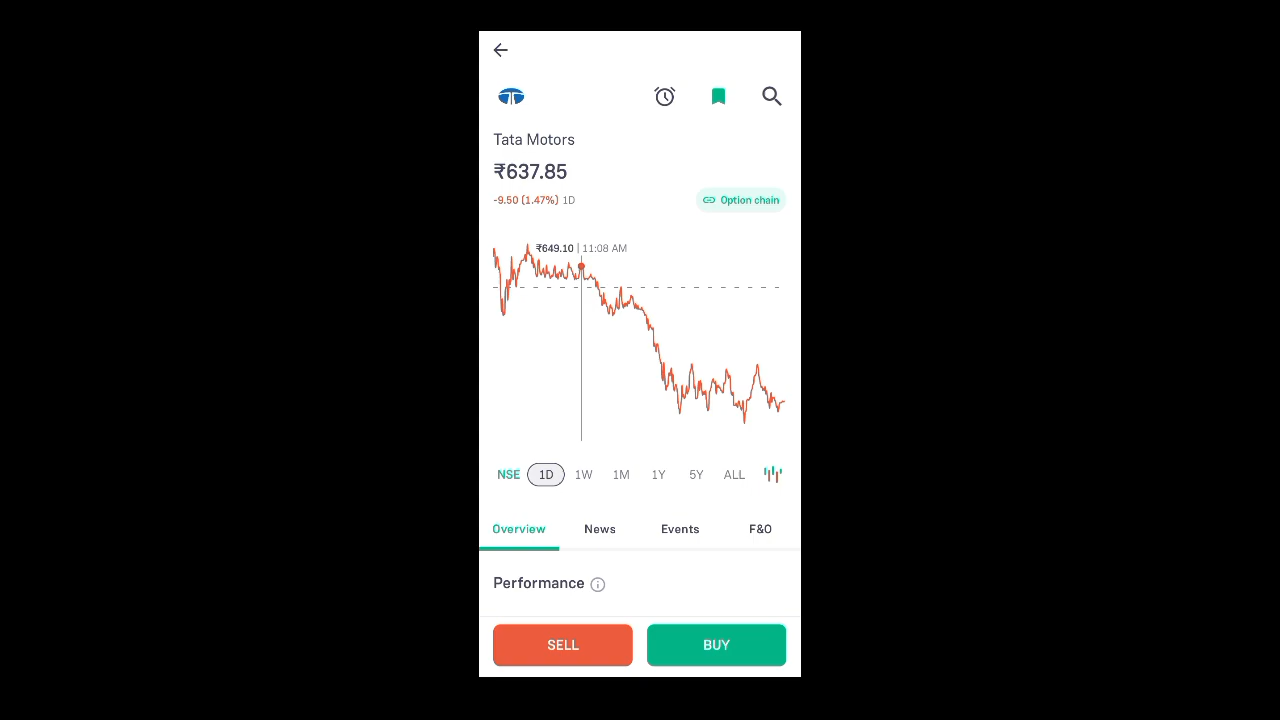 Tata Motors
₹637.85
-9.50 (1.47%) 1D
Option chain
₹649.10 | 11:08 AM
NSE 1D 1W 1M 1Y 5Y ALL
Overview News Events F&O
Performance
SELL BUY